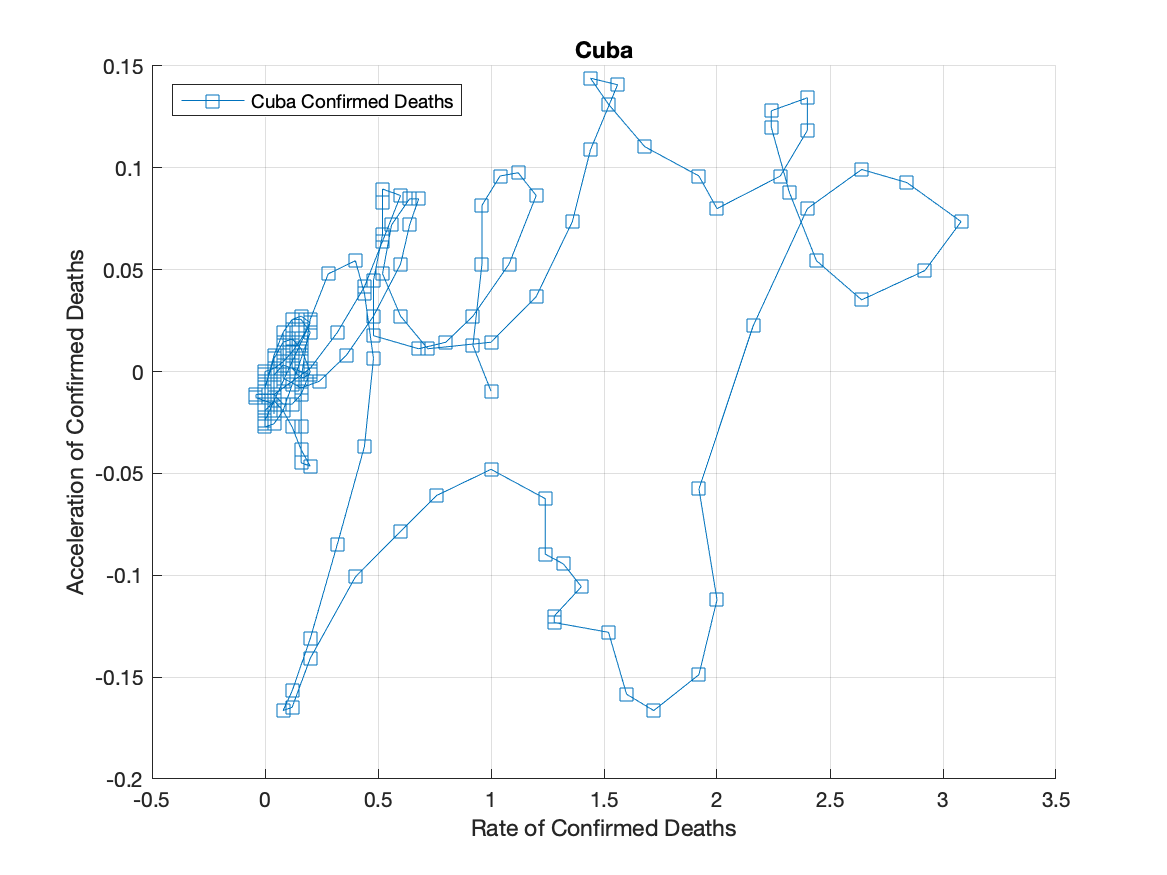 Cuba
Cuba Confirmed Deaths
0.15
0.1
0.05
0
-0.05
-0.1
-0.15
-0.2
Acceleration of Confirmed Deaths
-0.5 0 0.5 1 1.5 2 2.5 3 3.5
Rate of Confirmed Deaths